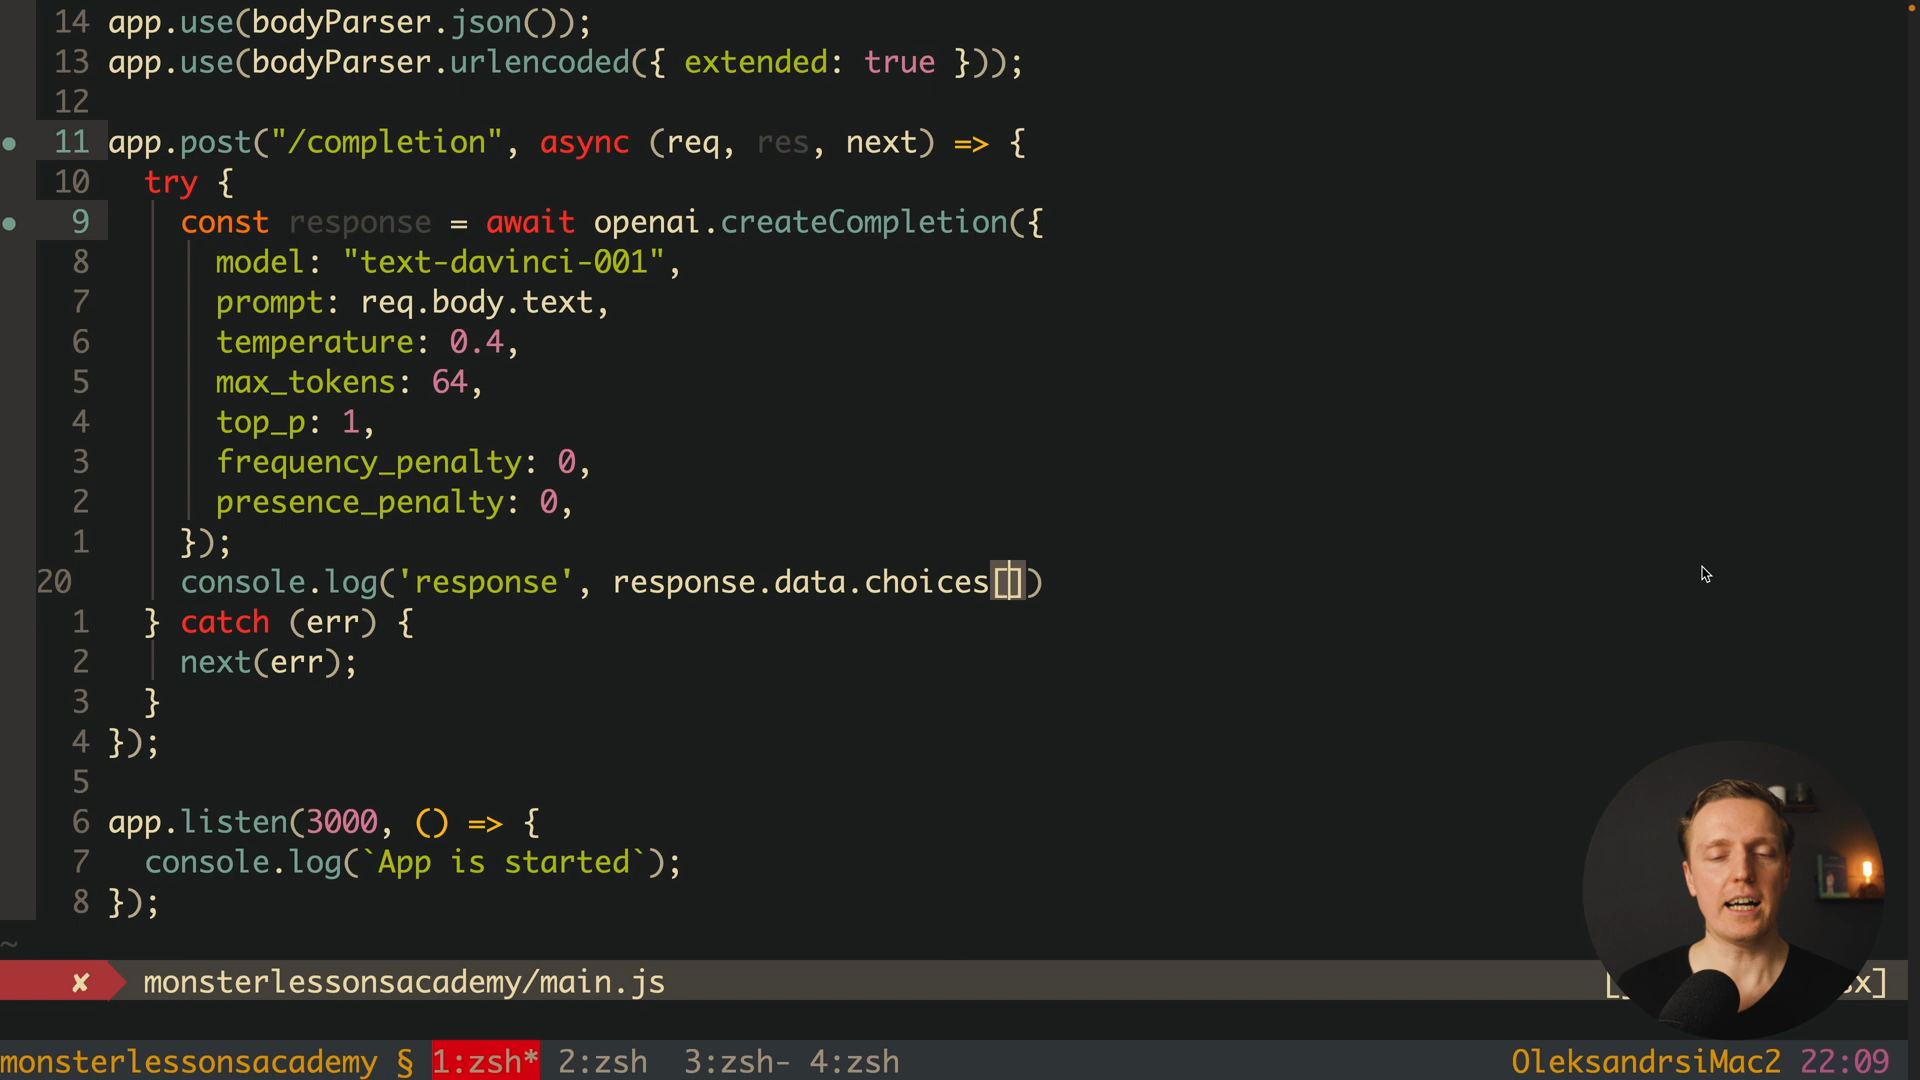 14 app.use(bodyParser.json());
13 app.use(bodyParser.urlencoded({ extended: true }));
12
11 app.post("/completion", async (req, res, next) => {
10   try {
9     const response = await openai.createCompletion({
8       model: "text-davinci-001",
7       prompt: req.body.text,
6       temperature: 0.4,
5       max_tokens: 64,
4       top_p: 1,
3       frequency_penalty: 0,
2       presence_penalty: 0,
1     });
20     console.log('response', response.data.choices[])
1   } catch (err) {
2     next(err);
3   }
4 });
5
6 app.listen(3000, () => {
7   console.log(`App is started`);
8 });
~
✘ monsterlessonsacademy/main.js
monsterlessonsacademy § 1:zsh* 2:zsh 3:zsh- 4:zsh OleksandrsiMac2 22:09